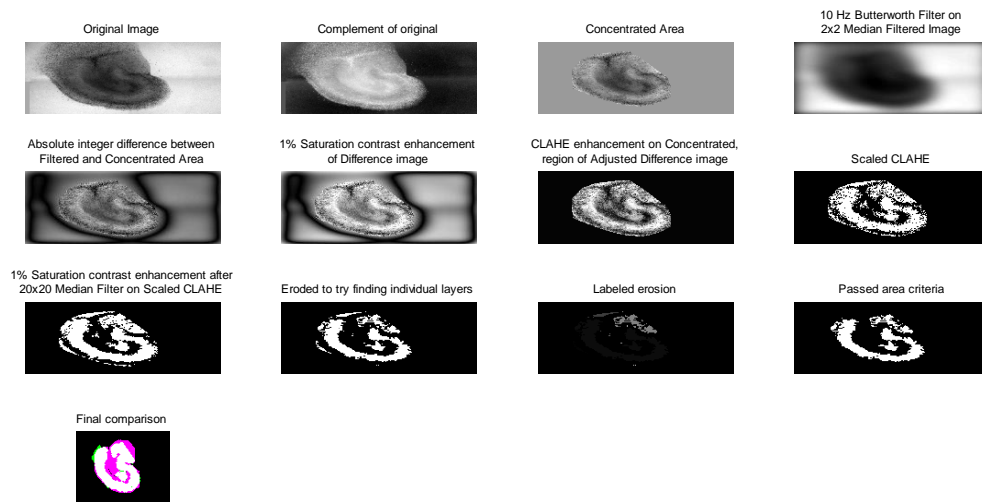 Original Image
Complement of original
Concentrated Area
10 Hz Butterworth Filter on
2x2 Median Filtered Image
Absolute integer difference between
Filtered and Concentrated Area
1% Saturation contrast enhancement
of Difference image
CLAHE enhancement on Concentrated,
region of Adjusted Difference image
Scaled CLAHE
1% Saturation contrast enhancement after
20x20 Median Filter on Scaled CLAHE
Eroded to try finding individual layers
Labeled erosion
Passed area criteria
Final comparison